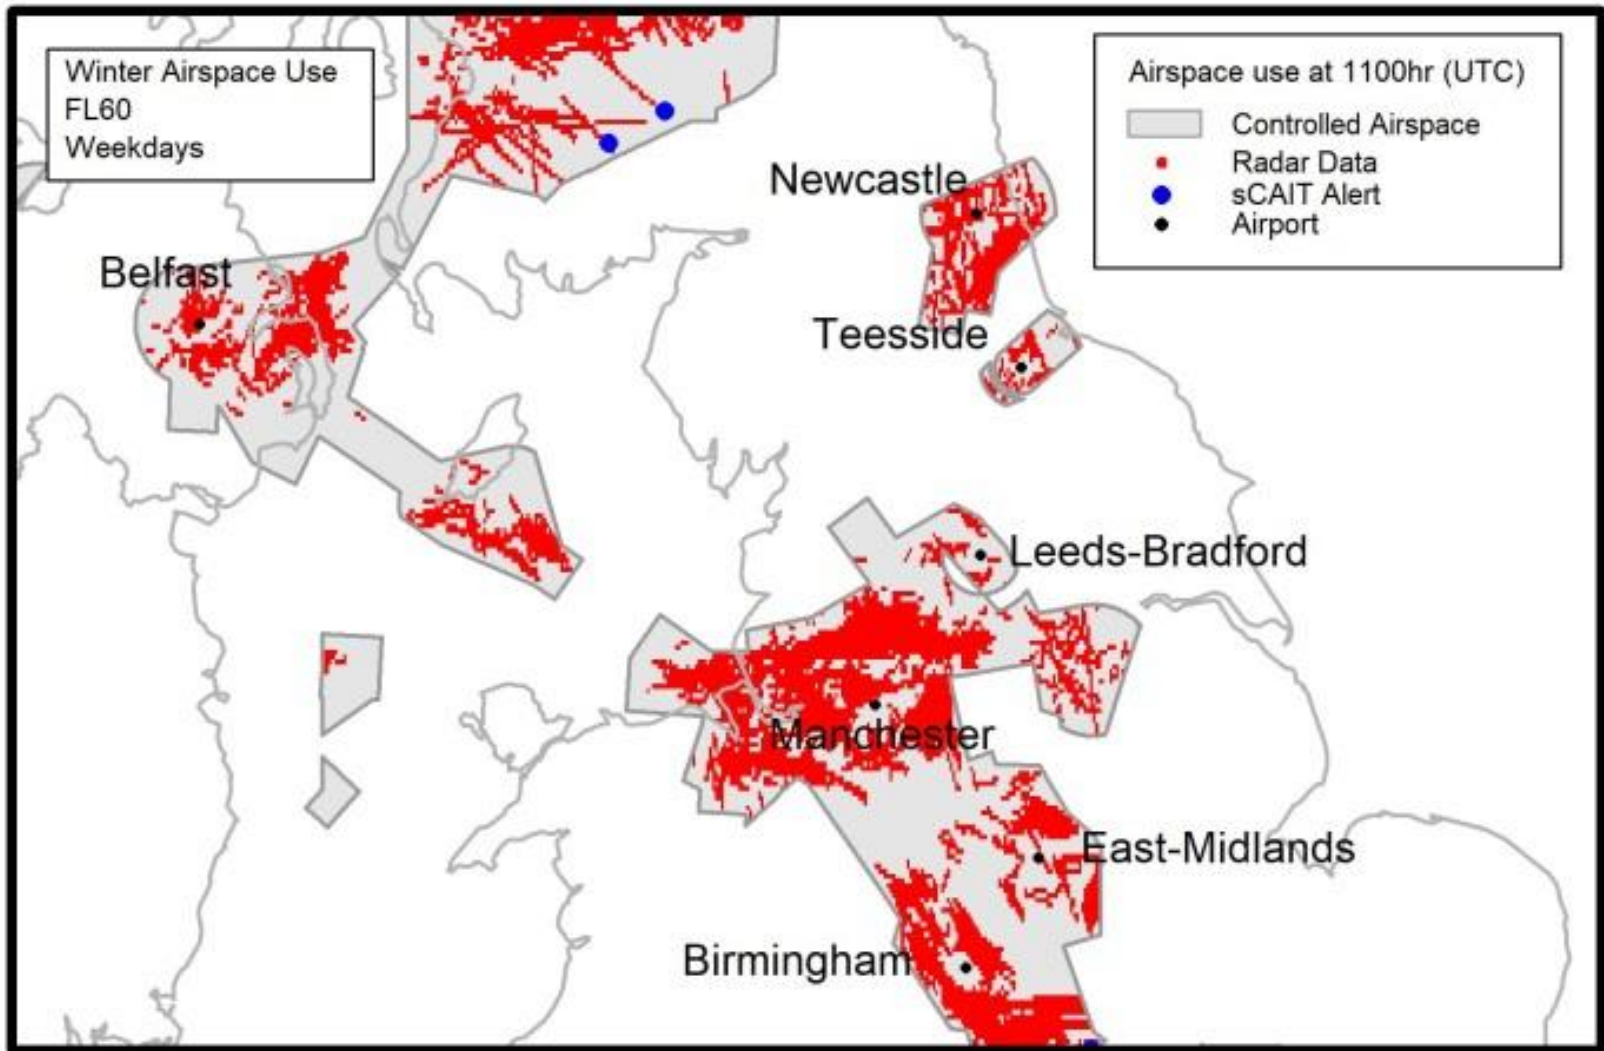 Winter Airspace Use
FL60
Weekdays
Airspace use at 1100hr (UTC)
Controlled Airspace
Radar Data
sCAIT Alert
Airport
Newcastle
Belfast
Teesside
Leeds-Bradford
Manchester
East-Midlands
Birmingham